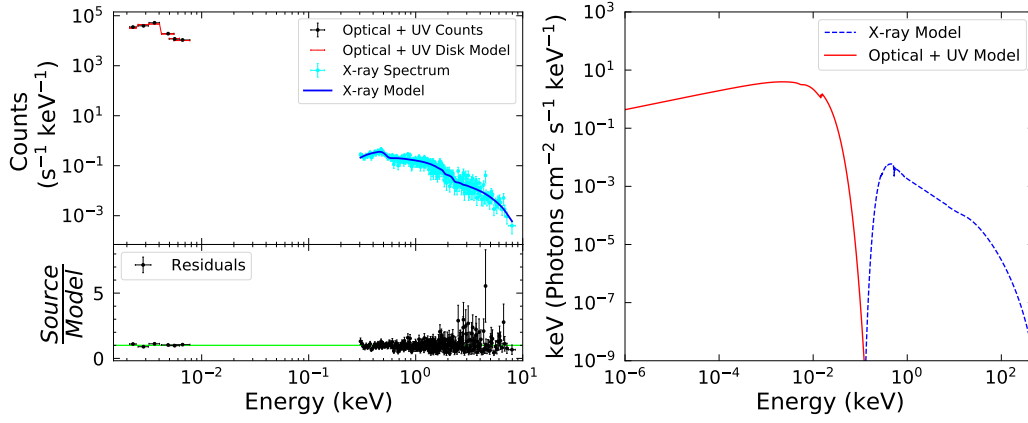 10^5
10^3
10^1
10^{-1}
10^{-3}
Counts
(s^{-1} keV^{-1})
Optical + UV Counts
Optical + UV Disk Model
X-ray Spectrum
X-ray Model
5
0
Source
Model
Residuals
10^{-2}
10^{-1}
10^0
10^1
Energy (keV)
10^3
10^1
10^{-1}
10^{-3}
10^{-5}
10^{-7}
10^{-9}
keV (Photons cm^{-2} s^{-1} keV^{-1})
X-ray Model
Optical + UV Model
10^{-6}
10^{-4}
10^{-2}
10^0
10^2
Energy (keV)